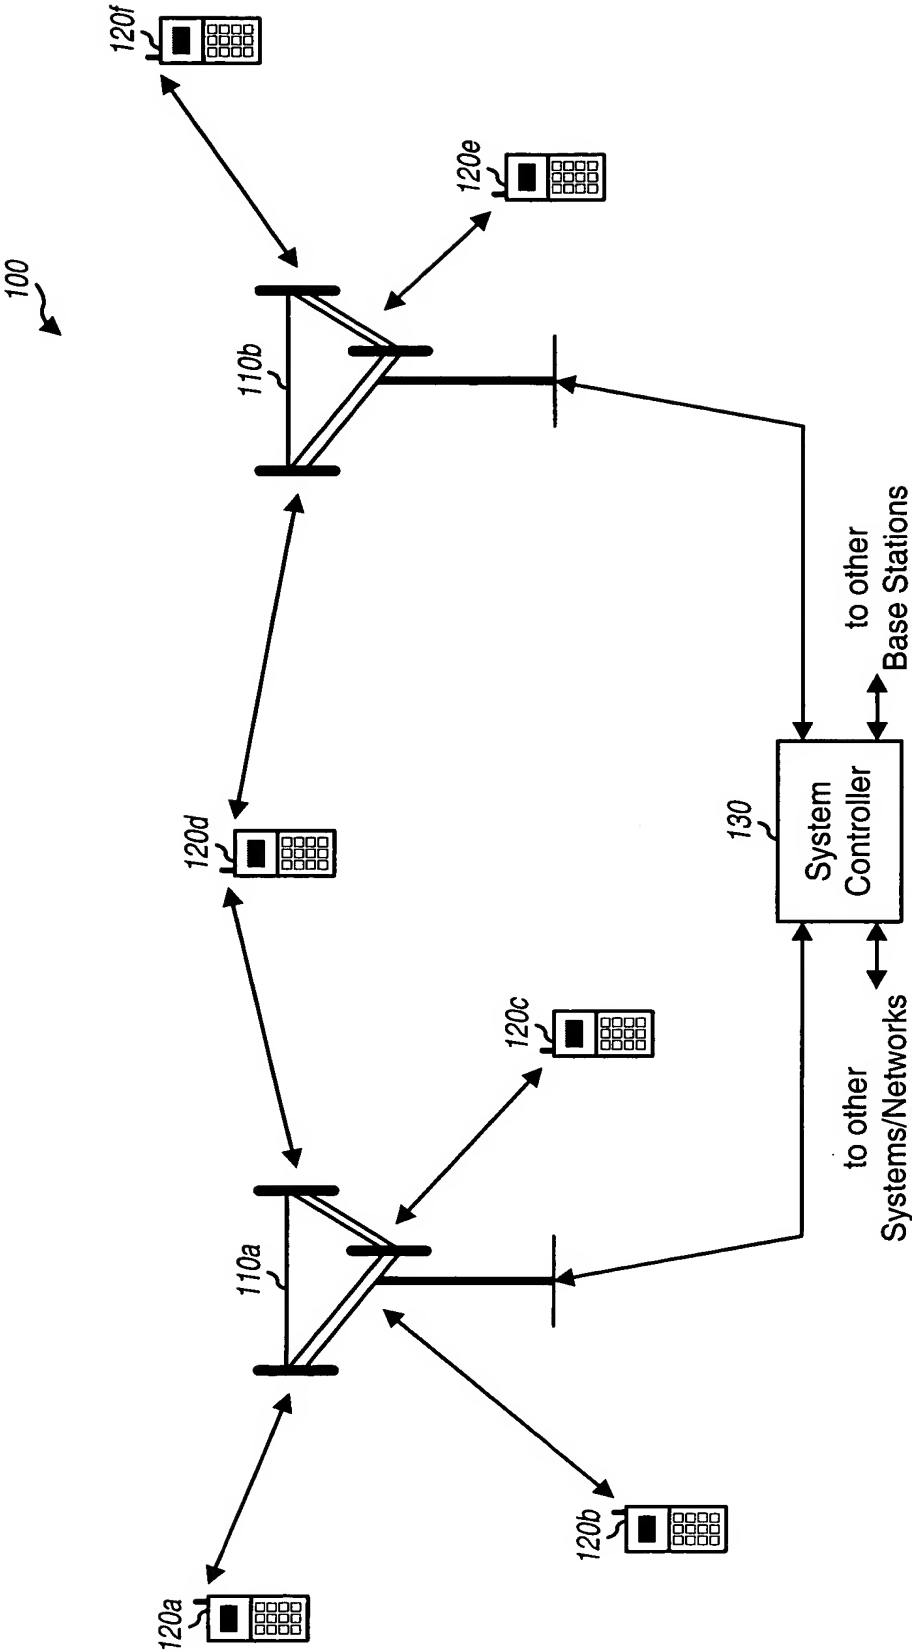 100
120f
120e
110b
120d
120c
110a
120b
120a
130
System
Controller
to other
Base Stations
to other
Systems/Networks